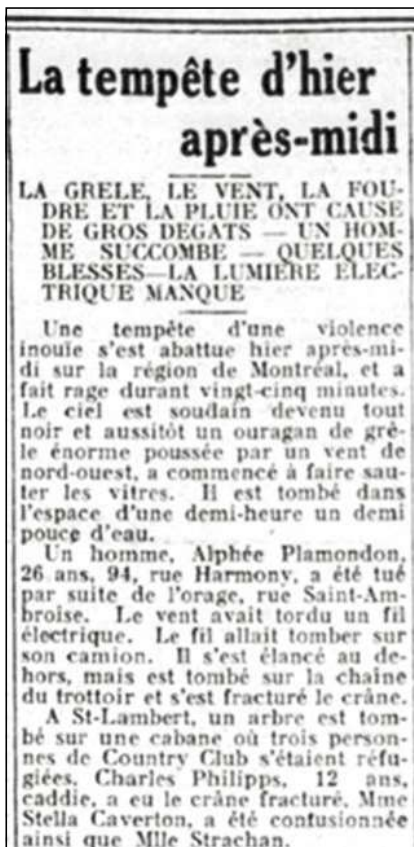 La tempête d'hier
après-midi
LA GRELE, LE VENT, LA FOU-
DRE ET LA PLUIE ONT CAUSE
DE GROS DEGATS — UN HOM-
ME SUCCOMBE — QUELQUES
BLESSES—LA LUMIERE ELEC-
TRIQUE MANQUE
Une tempête d'une violence
inouïe s'est abattue hier après-mi-
di sur la région de Montréal, et a
fait rage durant vingt-cinq minutes.
Le ciel est soudain devenu tout
noir et aussitôt un ouragan de grê-
le énorme poussée par un vent de
nord-ouest, a commencé à faire sau-
ter les vitres. Il est tombé dans
l'espace d'une demi-heure un demi
pouce d'eau.
Un homme, Alphée Plamondon,
26 ans, 94, rue Harmony, a été tué
par suite de l'orage, rue Saint-Am-
broise. Le vent avait tordu un fil
électrique. Le fil allait tomber sur
son camion. Il s'est élancé au de-
hors, mais est tombé sur la chaîne
du trottoir et s'est fracturé le crâne.
A St-Lambert, un arbre est tom-
bé sur une cabane où trois person-
nes de Country Club s'étaient réfu-
giées. Charles Philipps, 12 ans,
caddie, a eu le crâne fracturé. Mme
Stella Caverton, a été contusionnée
ainsi que Mlle Strachan.